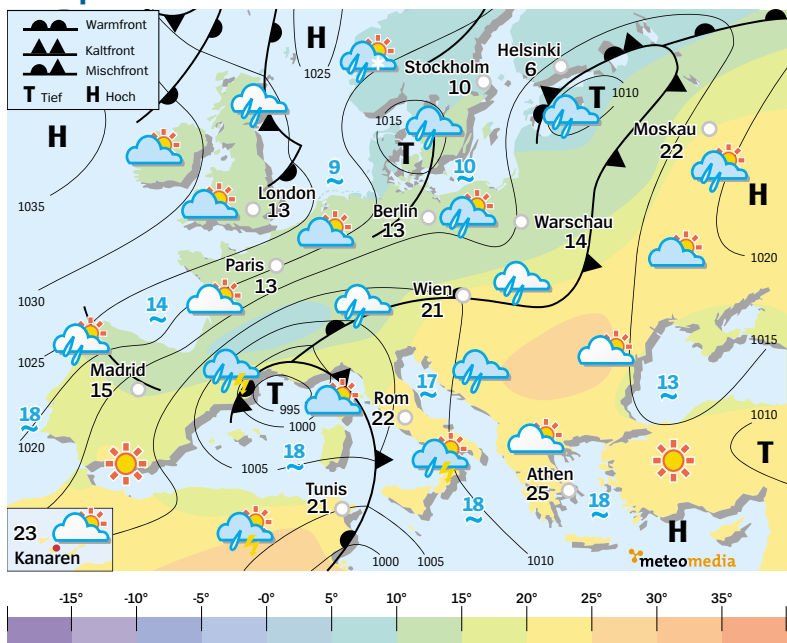 Warmfront
Kaltfront
Mischfront
T Tief H Hoch
H
1025
Stockholm
10
Helsinki
6
T
1010
1015
T
H
Moskau
22
H
9
10
London
13
1035
Berlin
13
Warschau
14
1020
Paris
13
1030
14
Wien
21
1015
1025
Madrid
15
T
995
1000
17
Rom
22
13
18
1010
1020
1005
18
T
Tunis
21
Athen
25
18
18
23
Kanaren
H
meteomedia
1000
1005
1010
-15° -10° -5° -0° 5° 10° 15° 20° 25° 30° 35°